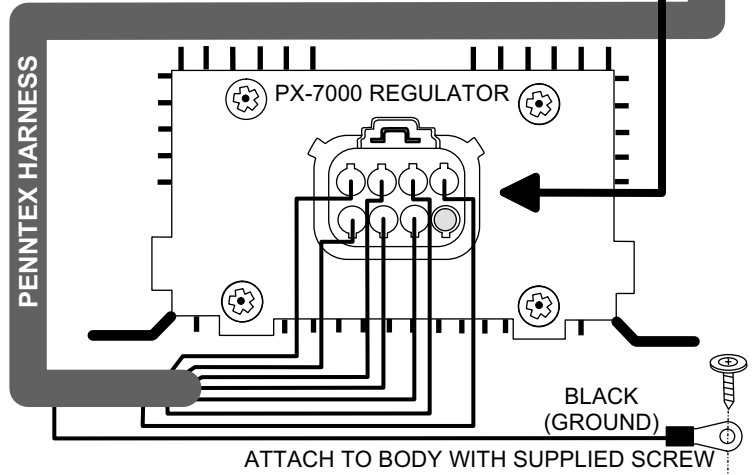 PENNTEX HARNESS
PX-7000 REGULATOR
BLACK
(GROUND)
ATTACH TO BODY WITH SUPPLIED SCREW